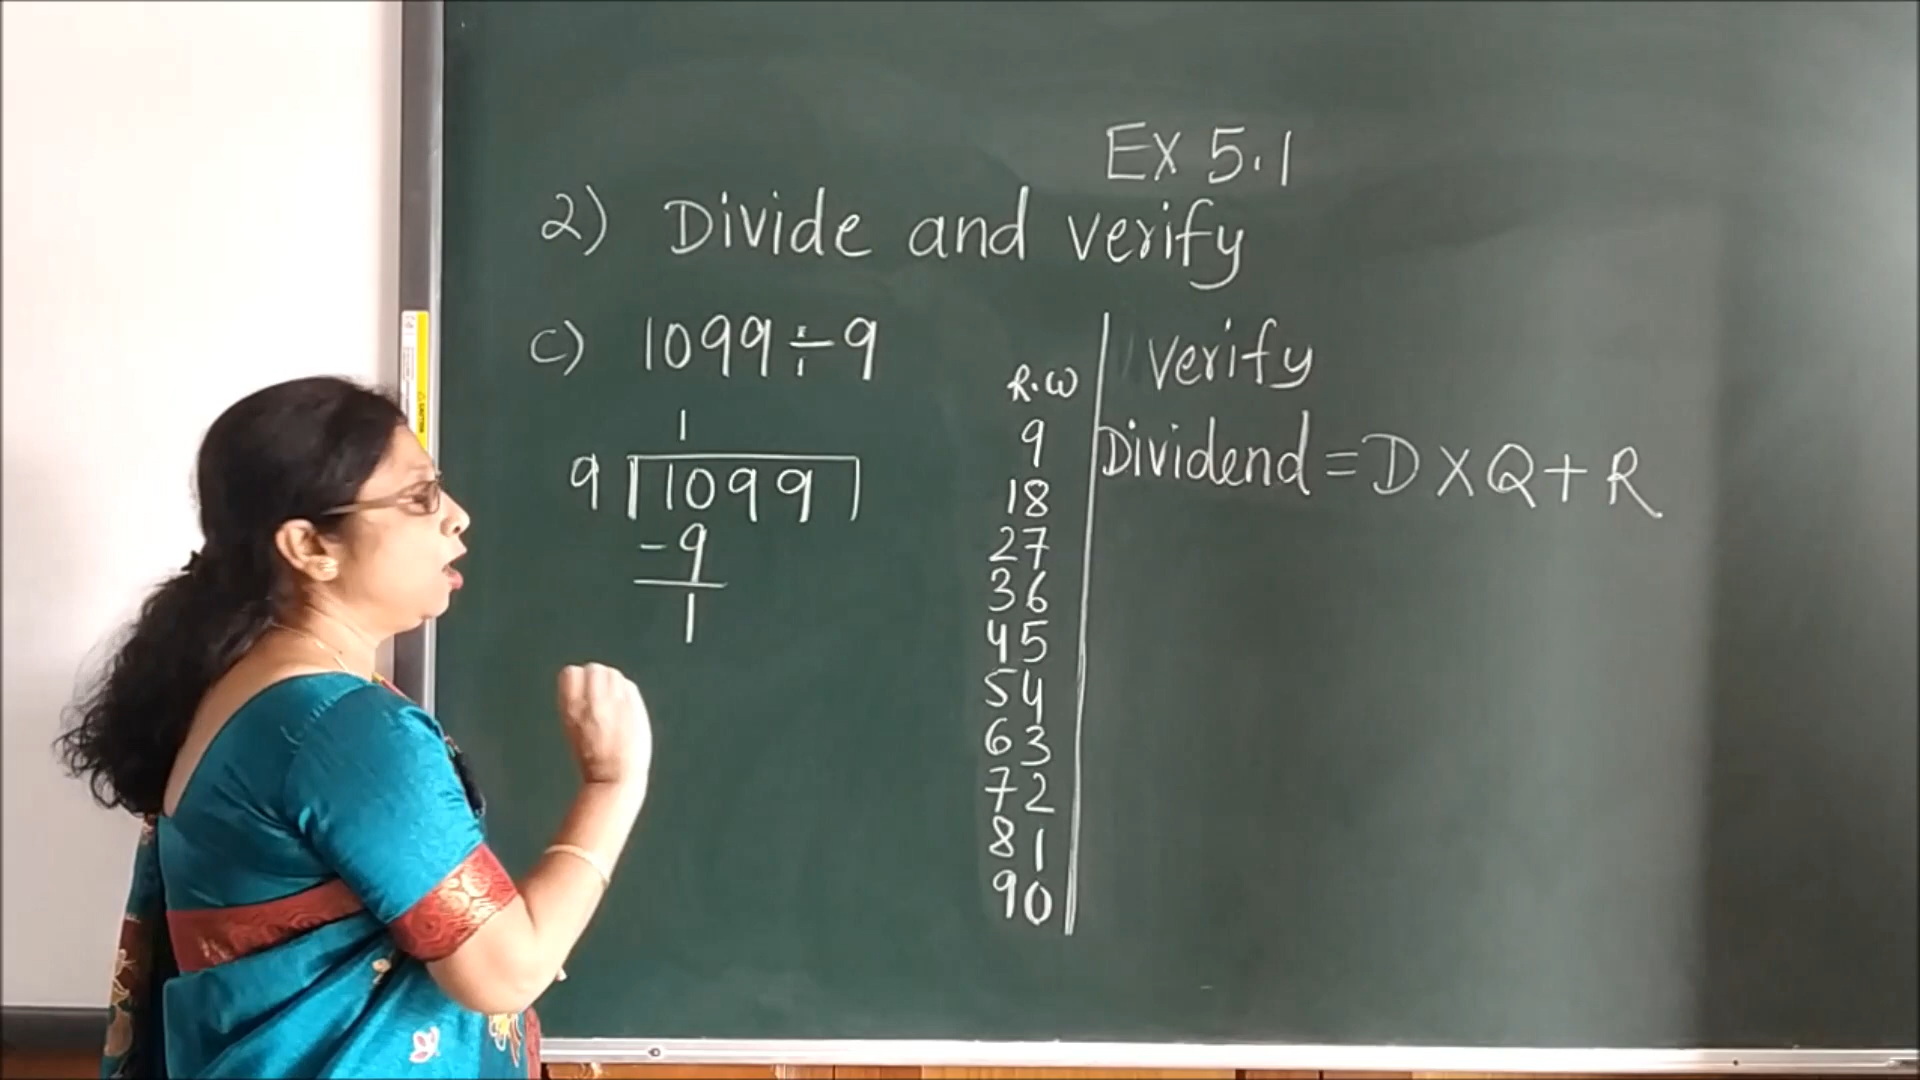 Ex 5.1
2) Divide and verify
c) 1099÷9
1
9 1099
-9
1
R.W
9
18
27
36
45
54
63
72
81
90
Verify
Dividend = D X Q + R